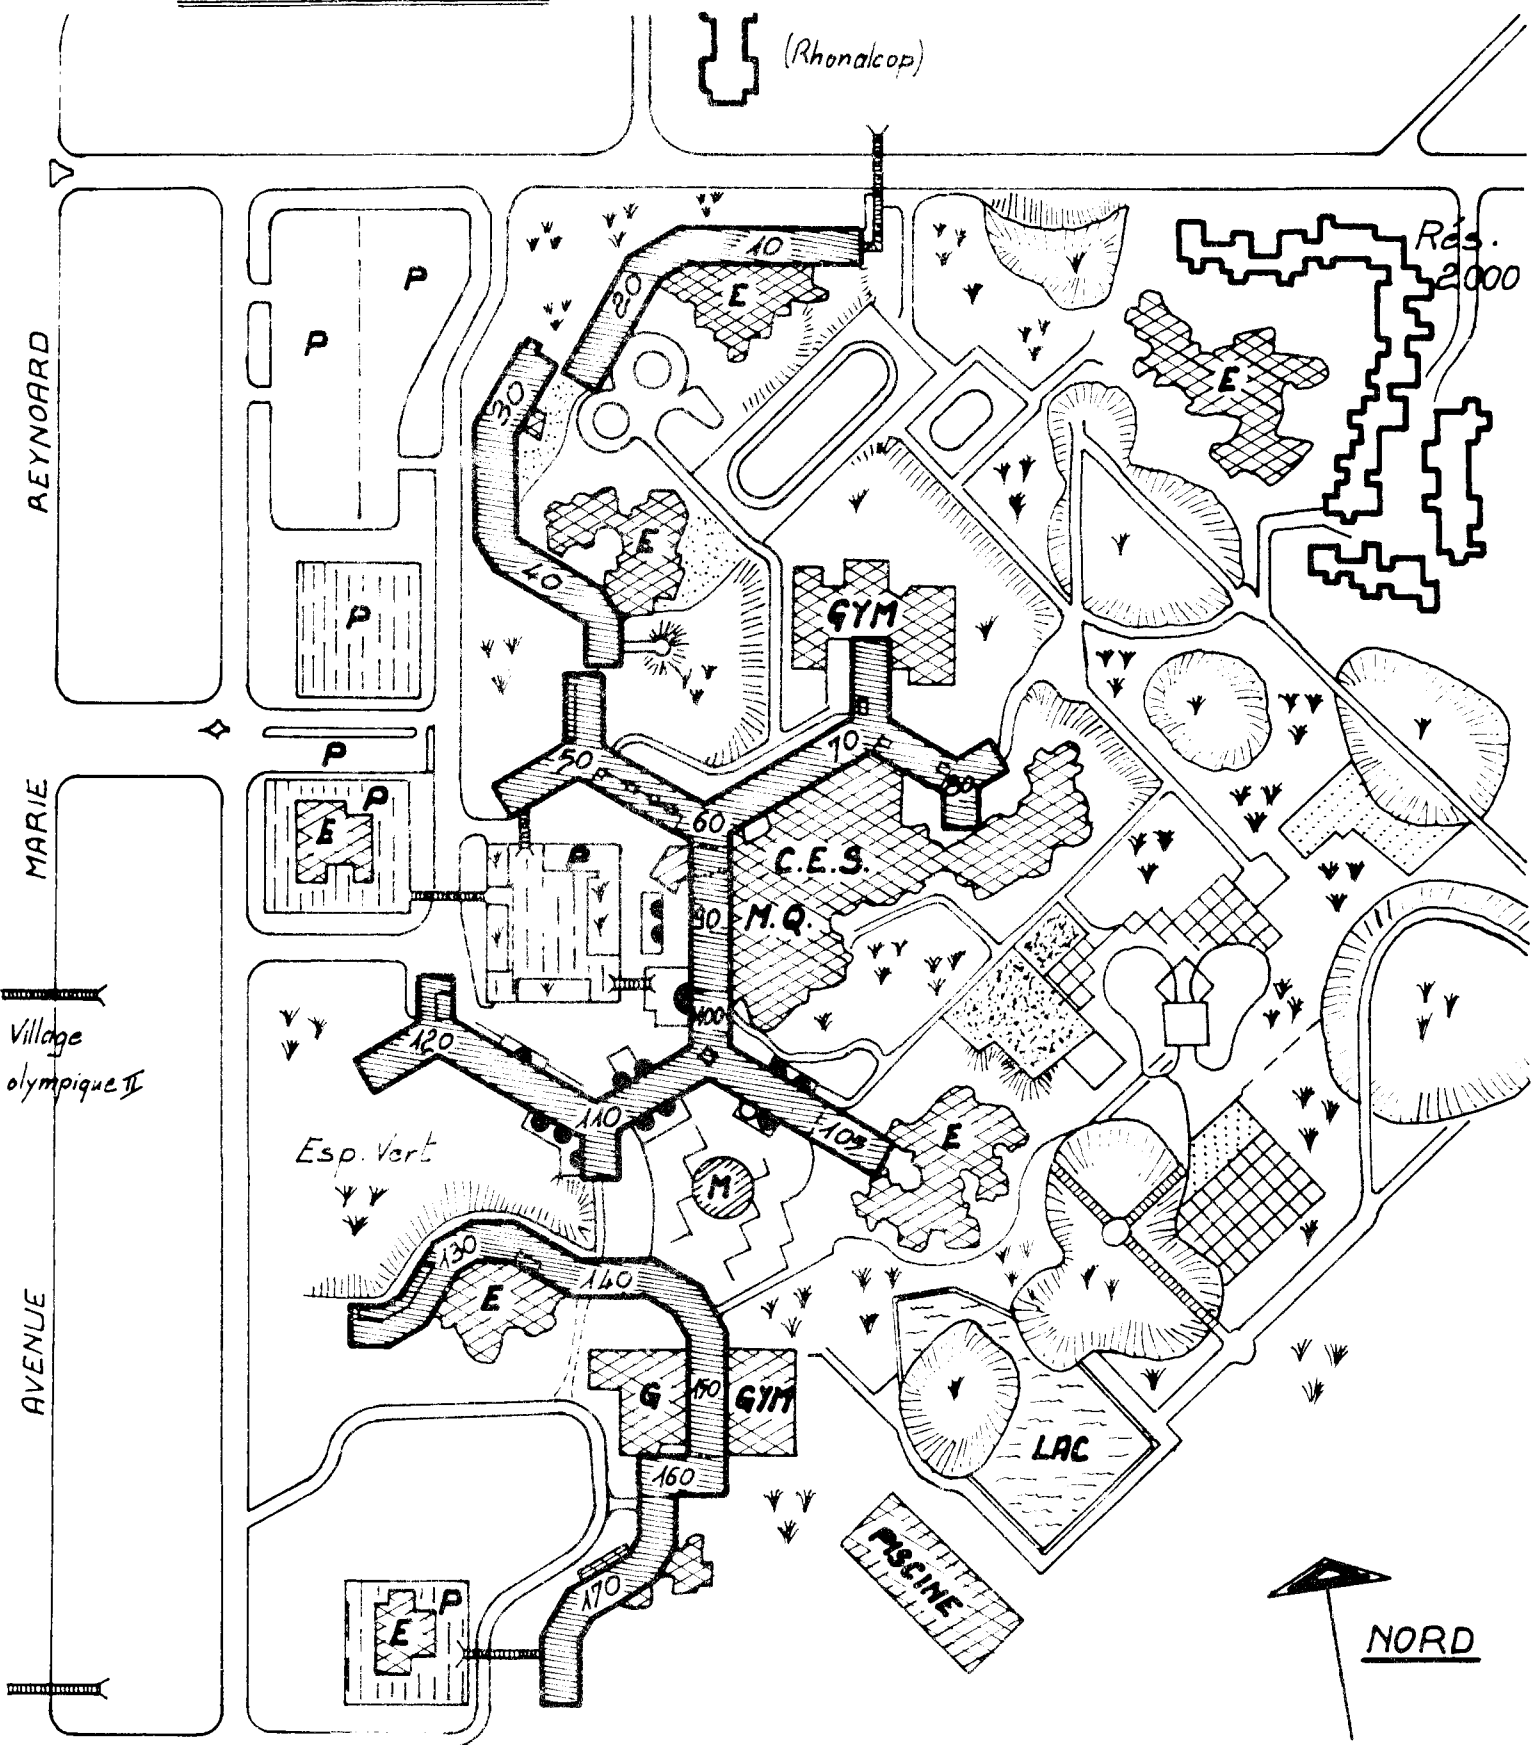 (Rhonalcop)
10
Rés.
2000
P
E
20
P
E
REYNOARD
30
E
40
P
GYM
70
P
50
MARIE
P
80
60
E
P
C.E.S.
90
M.Q.
100
Village
olympique II
120
110
105
E
Esp. Vert
M
130
140
E
AVENUE
G
150
GYM
LAC
160
PISCINE
170
P
E
NORD